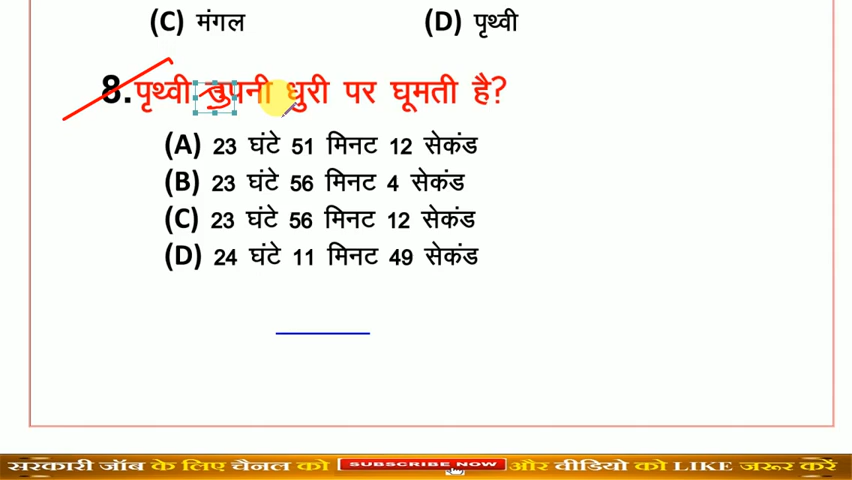 (C) मंगल (D) पृथ्वी
8. पृथ्वी अपनी धुरी पर घूमती है?
(A) 23 घंटे 51 मिनट 12 सेकंड
(B) 23 घंटे 56 मिनट 4 सेकंड
(C) 23 घंटे 56 मिनट 12 सेकंड
(D) 24 घंटे 11 मिनट 49 सेकंड
सरकारी जॉब के लिए चैनल को SUBSCRIBE NOW और वीडियो को LIKE जरूर करें